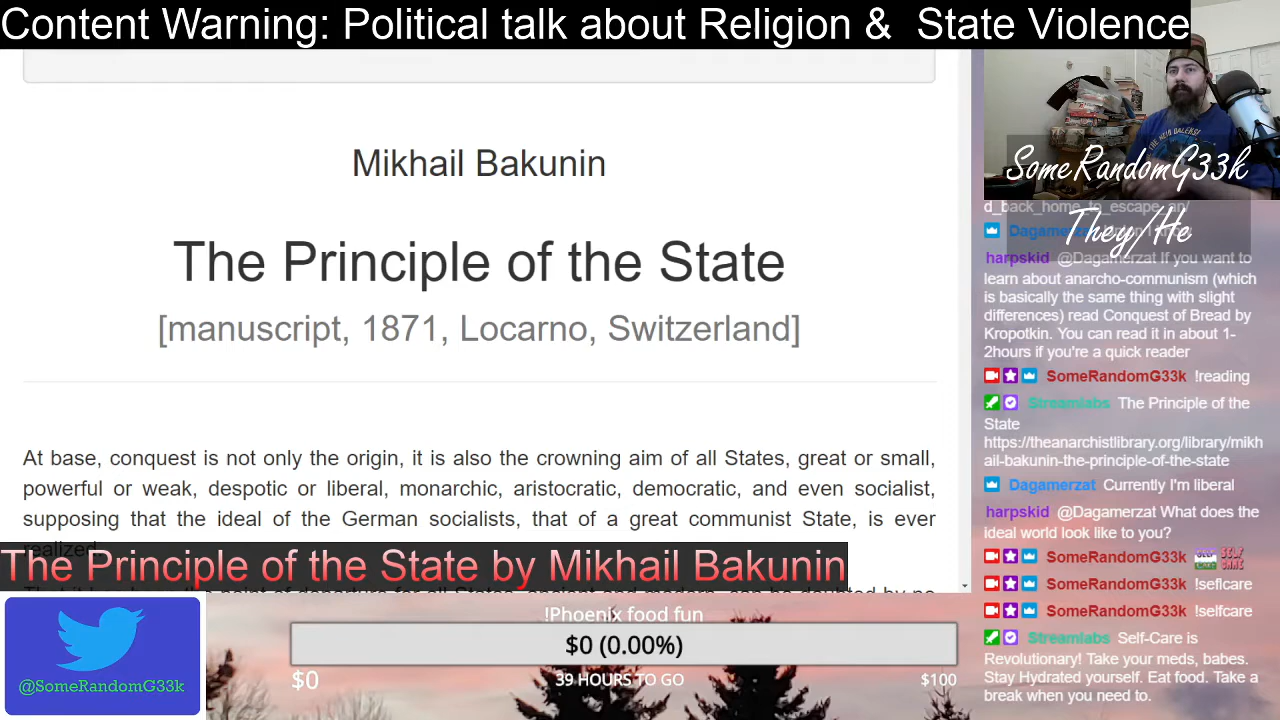 Content Warning: Political talk about Religion & State Violence
Mikhail Bakunin
The Principle of the State
[manuscript, 1871, Locarno, Switzerland]
At base, conquest is not only the origin, it is also the crowning aim of all States, great or small,
powerful or weak, despotic or liberal, monarchic, aristocratic, democratic, and even socialist,
supposing that the ideal of the German socialists, that of a great communist State, is ever
realized.
The Principle of the State by Mikhail Bakunin
@SomeRandomG33k
!Phoenix food fun
$0 (0.00%)
$0
39 HOURS TO GO
$100
SomeRandomG33k
They/He
d_back_home_to_escape_an/
Dagamerzat
harpskid @Dagamerzat If you want to
learn about anarcho-communism (which
is basically the same thing with slight
differences) read Conquest of Bread by
Kropotkin. You can read it in about 1-
2hours if you're a quick reader
SomeRandomG33k !reading
Streamlabs The Principle of the
State
https://theanarchistlibrary.org/library/mikh
ail-bakunin-the-principle-of-the-state
Dagamerzat Currently I'm liberal
harpskid @Dagamerzat What does the
ideal world look like to you?
SomeRandomG33k SELF CARE
SomeRandomG33k !seflcare
SomeRandomG33k !selfcare
Streamlabs Self-Care is
Revolutionary! Take your meds, babes.
Stay Hydrated yourself. Eat food. Take a
break when you need to.